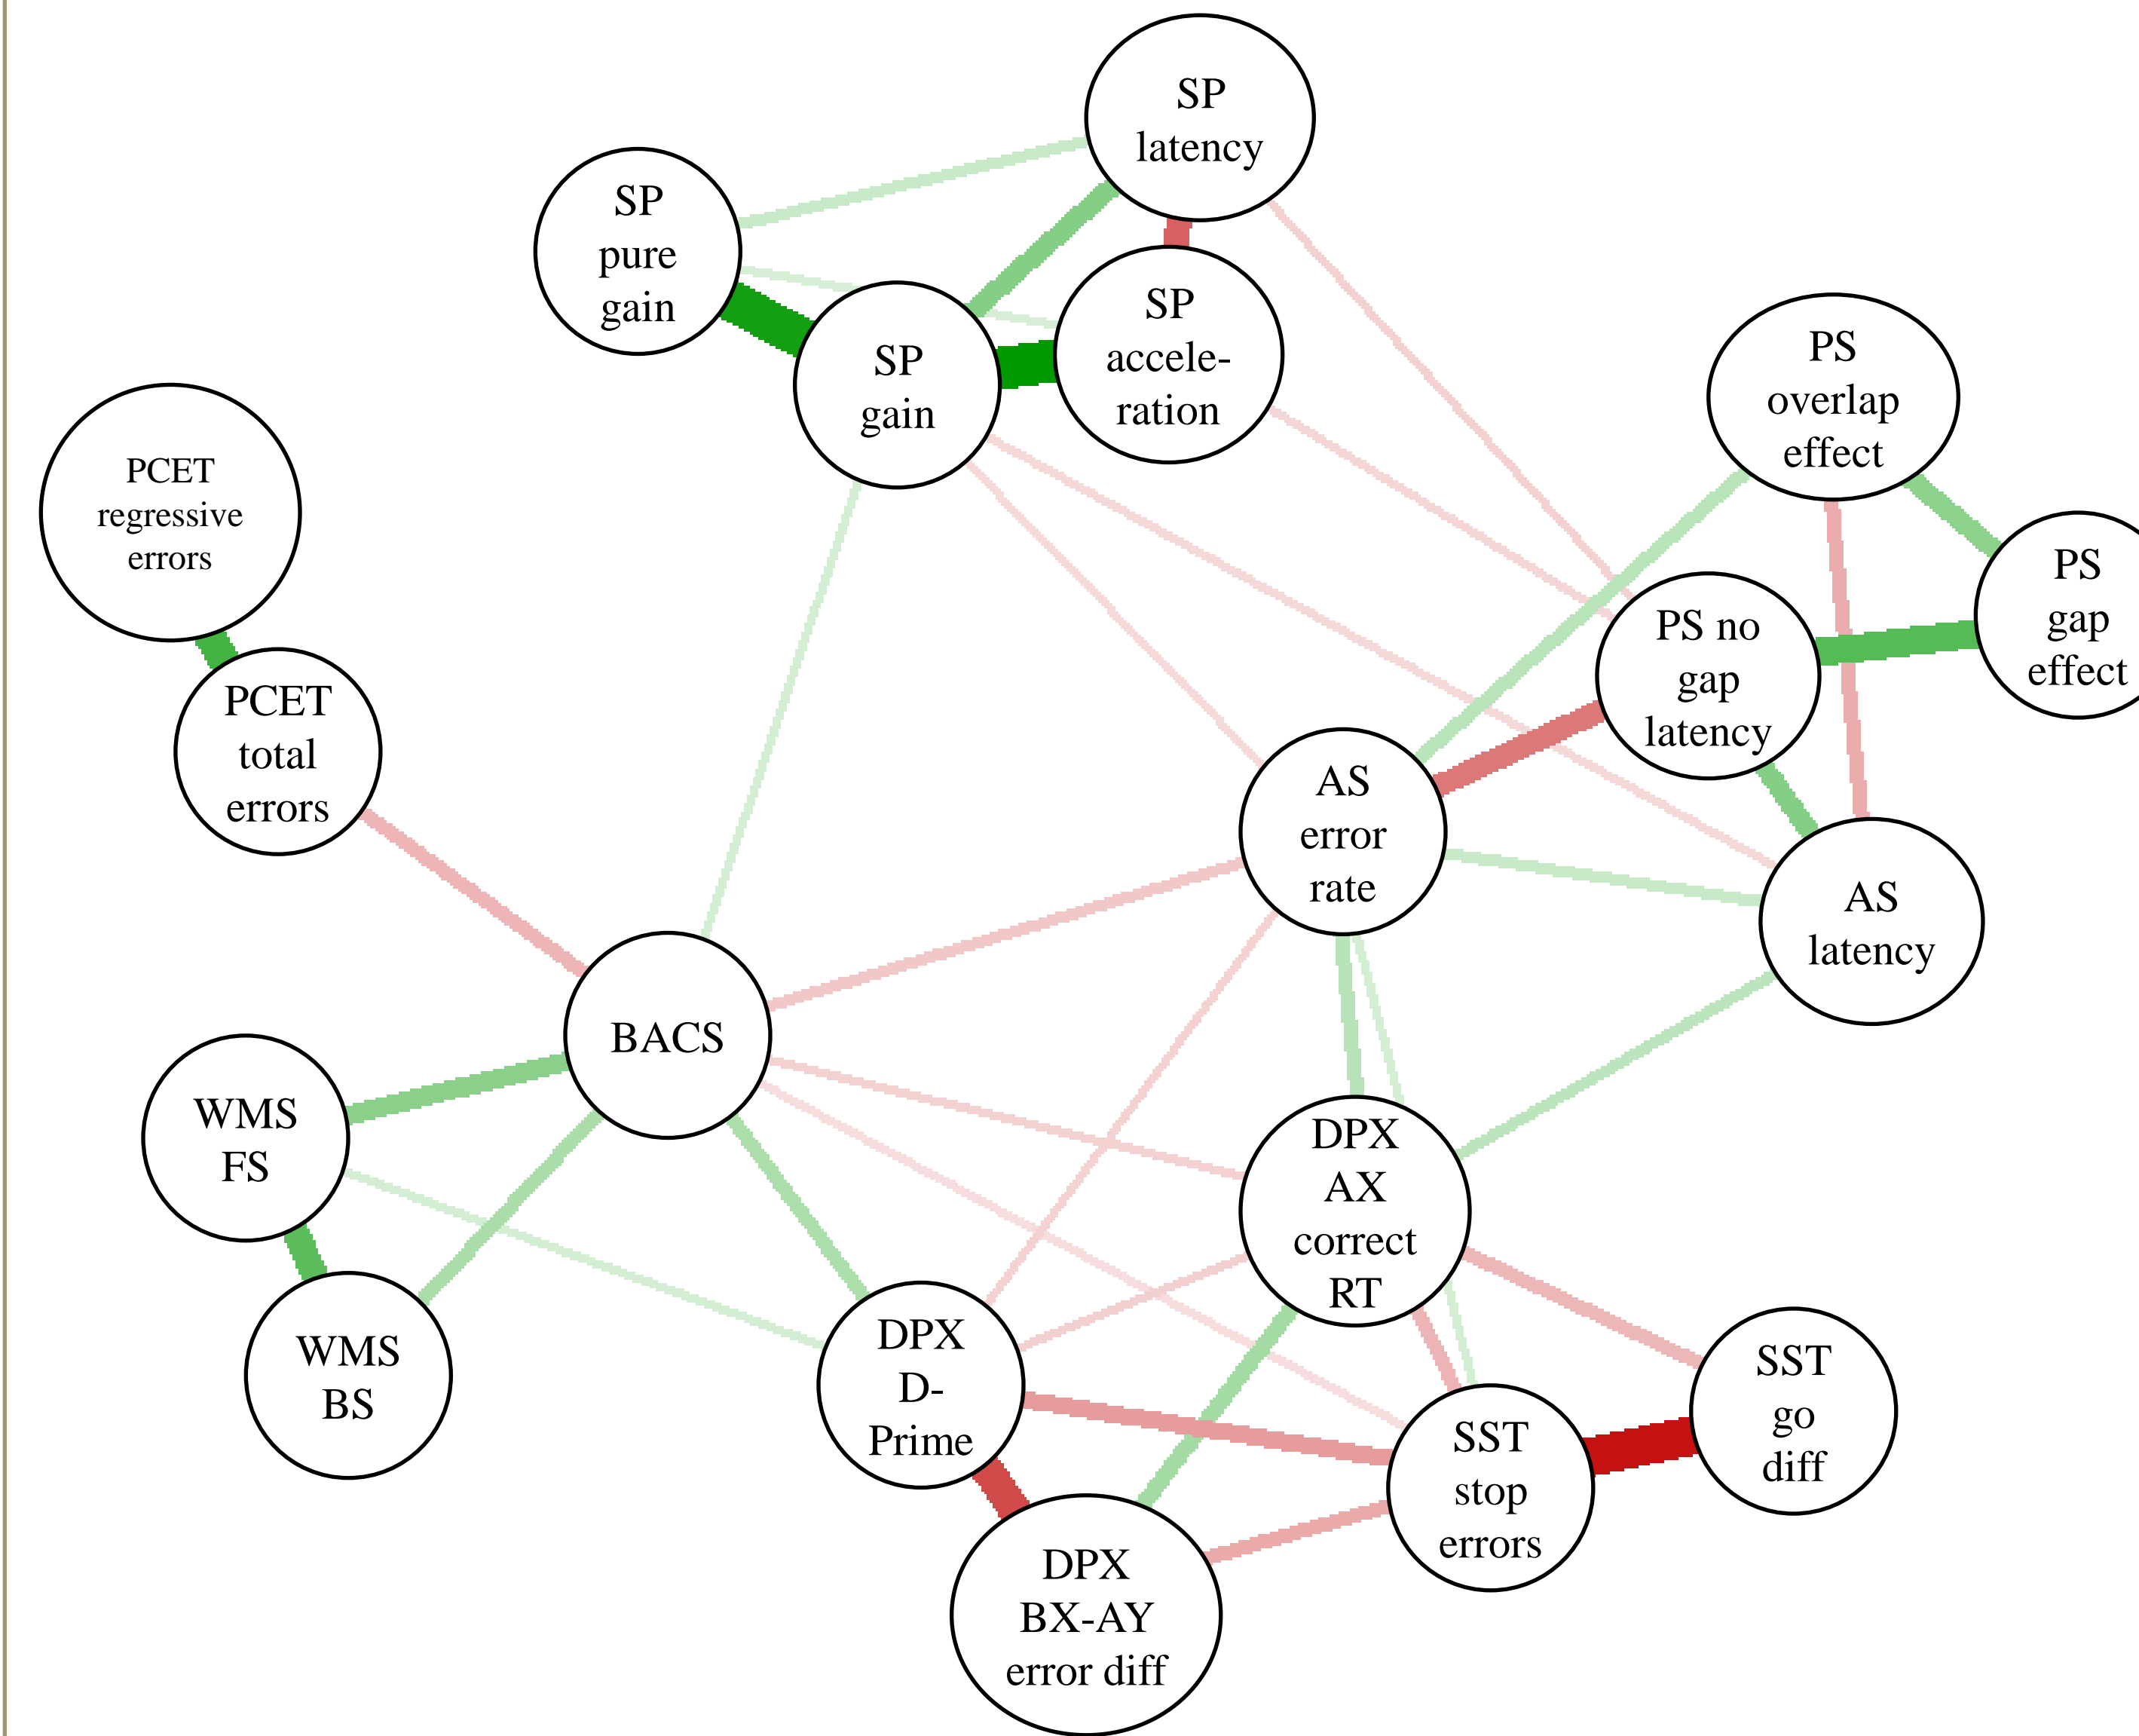 SP
latency
SP
pure
gain
SP
accele-
ration
SP
gain
PS
overlap
effect
PCET
regressive
errors
PS
gap
effect
PS no
gap
latency
PCET
total
errors
AS
error
rate
AS
latency
BACS
WMS
FS
DPX
AX
correct
RT
WMS
BS
DPX
D-
Prime
SST
go
diff
SST
stop
errors
DPX
BX-AY
error diff